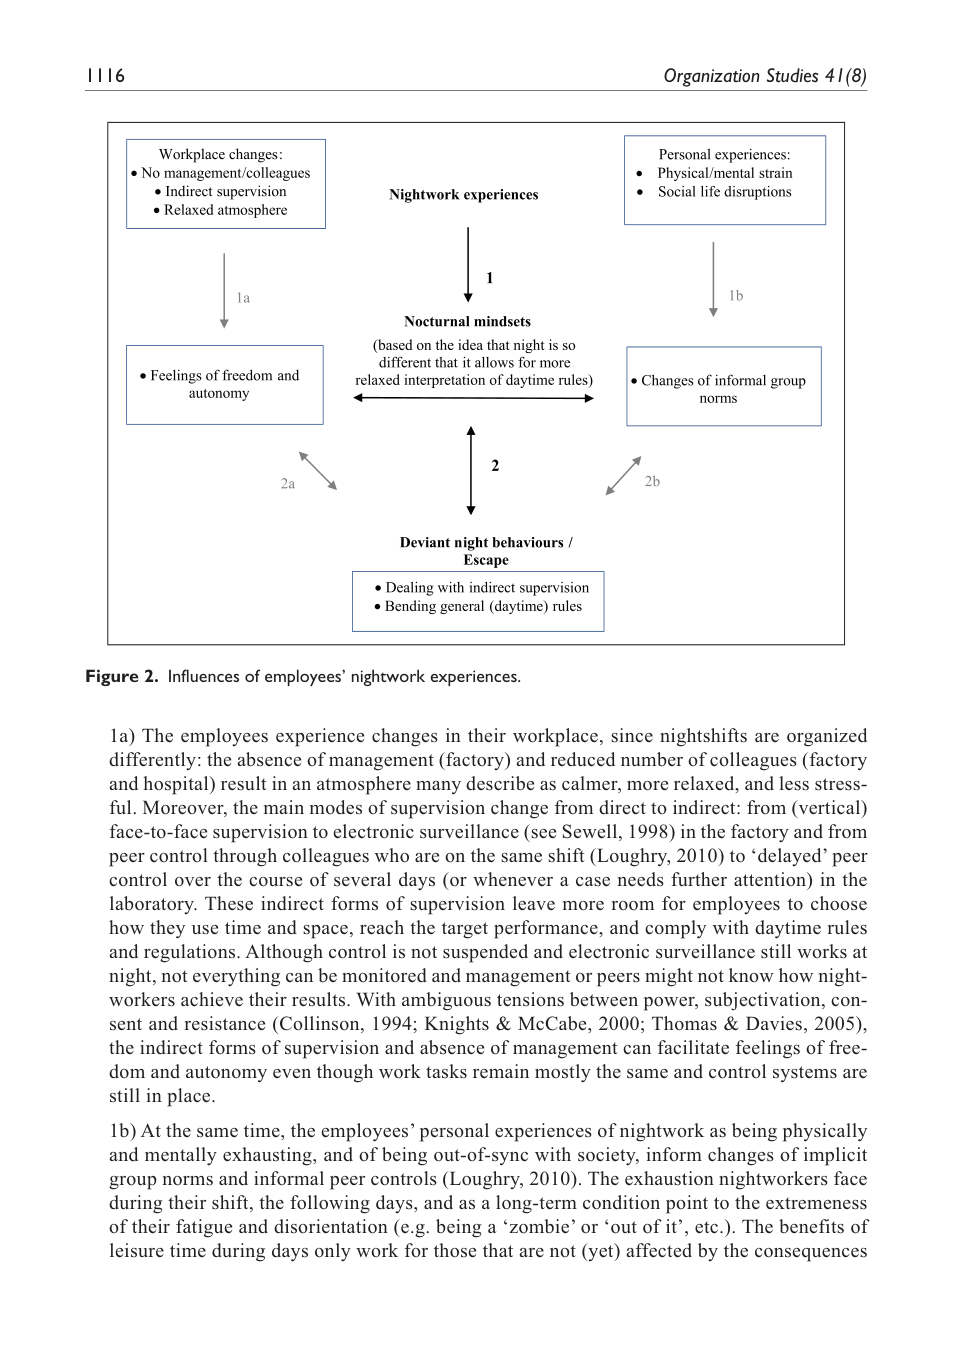 1116
Organization Studies 41(8)
Workplace changes:
• No management/colleagues
• Indirect supervision
• Relaxed atmosphere
Nightwork experiences
Personal experiences:
• Physical/mental strain
• Social life disruptions
1a
1
1b
Nocturnal mindsets
(based on the idea that night is so
different that it allows for more
relaxed interpretation of daytime rules)
• Feelings of freedom and
autonomy
• Changes of informal group
norms
2a
2
2b
Deviant night behaviours /
Escape
• Dealing with indirect supervision
• Bending general (daytime) rules
Figure 2. Influences of employees’ nightwork experiences.
1a) The employees experience changes in their workplace, since nightshifts are organized
differently: the absence of management (factory) and reduced number of colleagues (factory
and hospital) result in an atmosphere many describe as calmer, more relaxed, and less stress-
ful. Moreover, the main modes of supervision change from direct to indirect: from (vertical)
face-to-face supervision to electronic surveillance (see Sewell, 1998) in the factory and from
peer control through colleagues who are on the same shift (Loughry, 2010) to ‘delayed’ peer
control over the course of several days (or whenever a case needs further attention) in the
laboratory. These indirect forms of supervision leave more room for employees to choose
how they use time and space, reach the target performance, and comply with daytime rules
and regulations. Although control is not suspended and electronic surveillance still works at
night, not everything can be monitored and management or peers might not know how night-
workers achieve their results. With ambiguous tensions between power, subjectivation, con-
sent and resistance (Collinson, 1994; Knights & McCabe, 2000; Thomas & Davies, 2005),
the indirect forms of supervision and absence of management can facilitate feelings of free-
dom and autonomy even though work tasks remain mostly the same and control systems are
still in place.
1b) At the same time, the employees’ personal experiences of nightwork as being physically
and mentally exhausting, and of being out-of-sync with society, inform changes of implicit
group norms and informal peer controls (Loughry, 2010). The exhaustion nightworkers face
during their shift, the following days, and as a long-term condition point to the extremeness
of their fatigue and disorientation (e.g. being a ‘zombie’ or ‘out of it’, etc.). The benefits of
leisure time during days only work for those that are not (yet) affected by the consequences